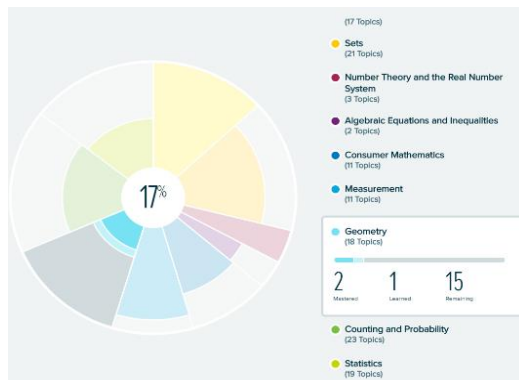 (17 Topics)
Sets
(21 Topics)
Number Theory and the Real Number
System
(3 Topics)
Algebraic Equations and Inequalities
(2 Topics)
Consumer Mathematics
(11 Topics)
Measurement
(11 Topics)
17%
Geometry
(18 Topics)
2 1 15
Mastered Learned Remaining
Counting and Probability
(23 Topics)
Statistics
(19 Topics)